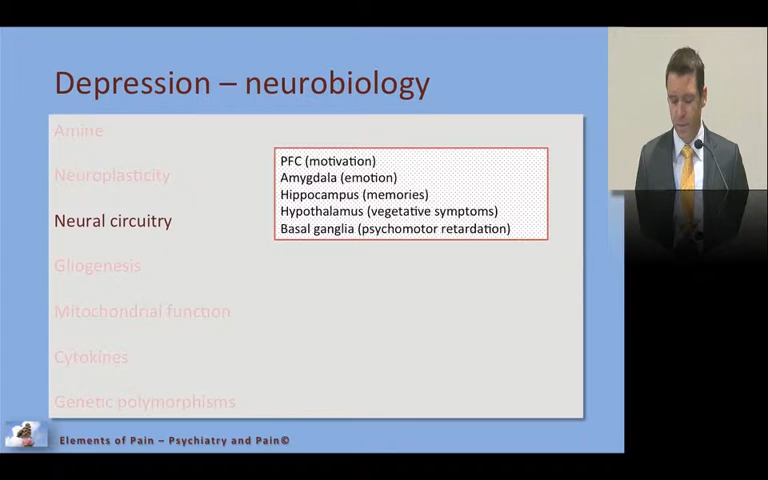 Depression – neurobiology
Amine
Neuroplasticity
Neural circuitry
Gliogenesis
Mitochondrial function
Cytokines
Genetic polymorphisms
PFC (motivation)
Amygdala (emotion)
Hippocampus (memories)
Hypothalamus (vegetative symptoms)
Basal ganglia (psychomotor retardation)
Elements of Pain – Psychiatry and Pain©